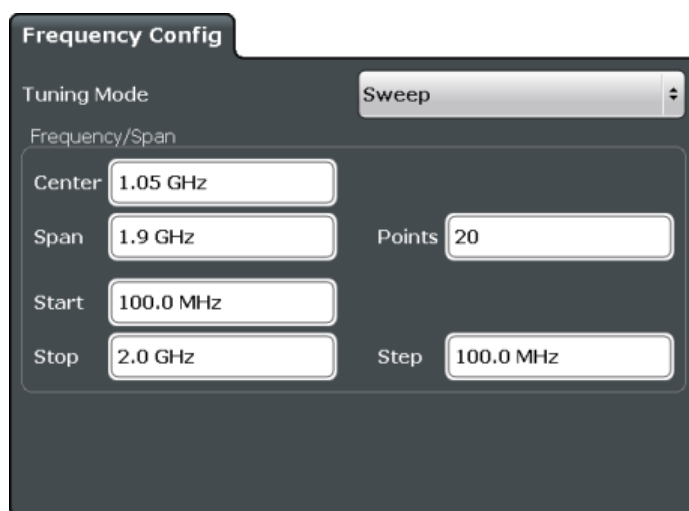 Frequency Config
Tuning Mode Sweep
Frequency/Span
Center 1.05 GHz
Span 1.9 GHz Points 20
Start 100.0 MHz
Stop 2.0 GHz Step 100.0 MHz